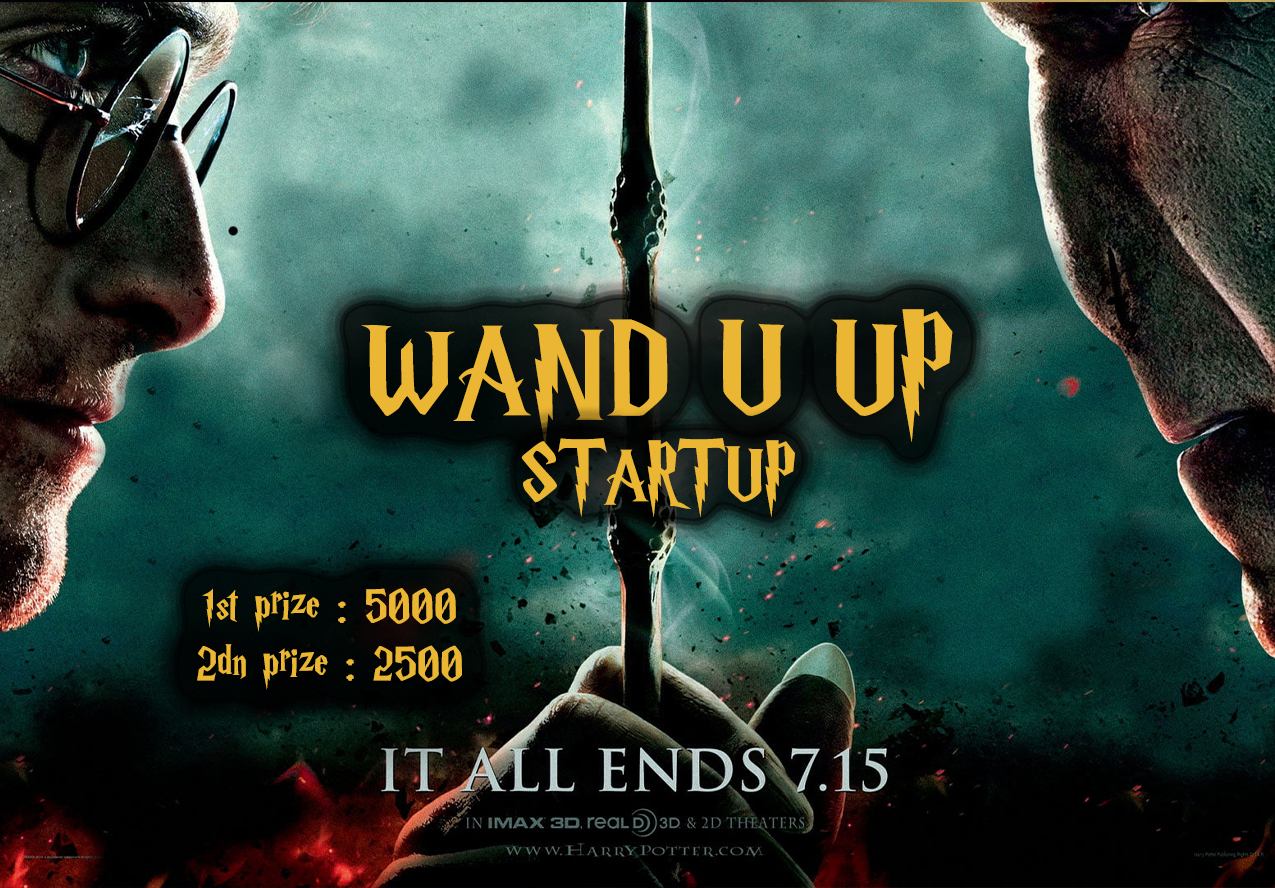 WAND U UP
STARTUP
1st prize : 5000
2dn prize : 2500
IT ALL ENDS 7.15
IN IMAX 3D, REAL D 3D & 2D THEATERS
WWW.HARRYPOTTER.COM